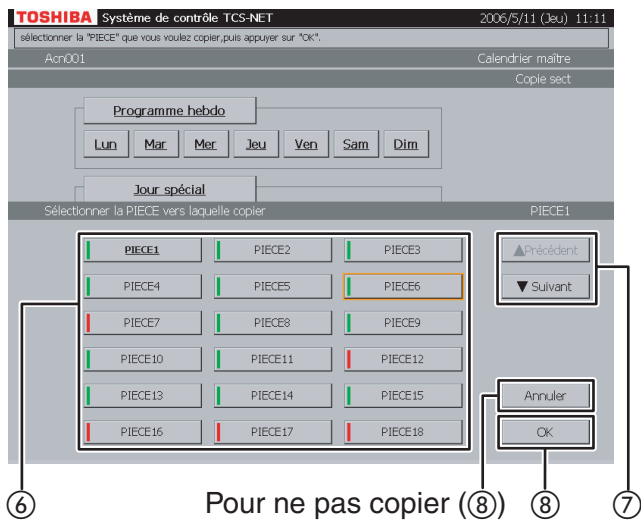 TOSHIBA Système de contrôle TCS-NET 2006/5/11 (Jeu) 11:11
sélectionner la "PIECE" que vous voulez copier,puis appuyer sur "OK".
Acn001 Calendrier maître
Copie sect
Programme hebdo
Lun Mar Mer Jeu Ven Sam Dim
Jour spécial
Sélectionner la PIECE vers laquelle copier PIECE1
PIECE1 PIECE2 PIECE3 ▲Précédent
PIECE4 PIECE5 PIECE6 ▼ Suivant
PIECE7 PIECE8 PIECE9
PIECE10 PIECE11 PIECE12
PIECE13 PIECE14 PIECE15 Annuler
PIECE16 PIECE17 PIECE18 OK
⑥ Pour ne pas copier (⑧) ⑧ ⑦